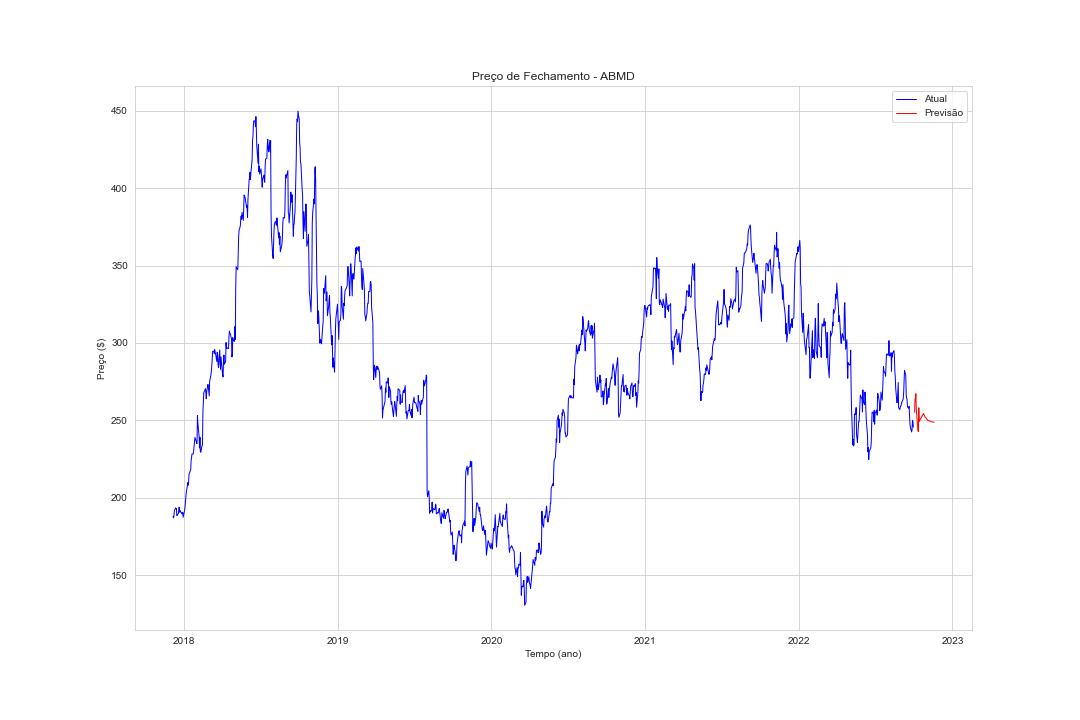 Preço de Fechamento - ABMD
Atual
Previsão
Preço ($)
450
400
350
300
250
200
150
2018
2019
2020
2021
2022
2023
Tempo (ano)